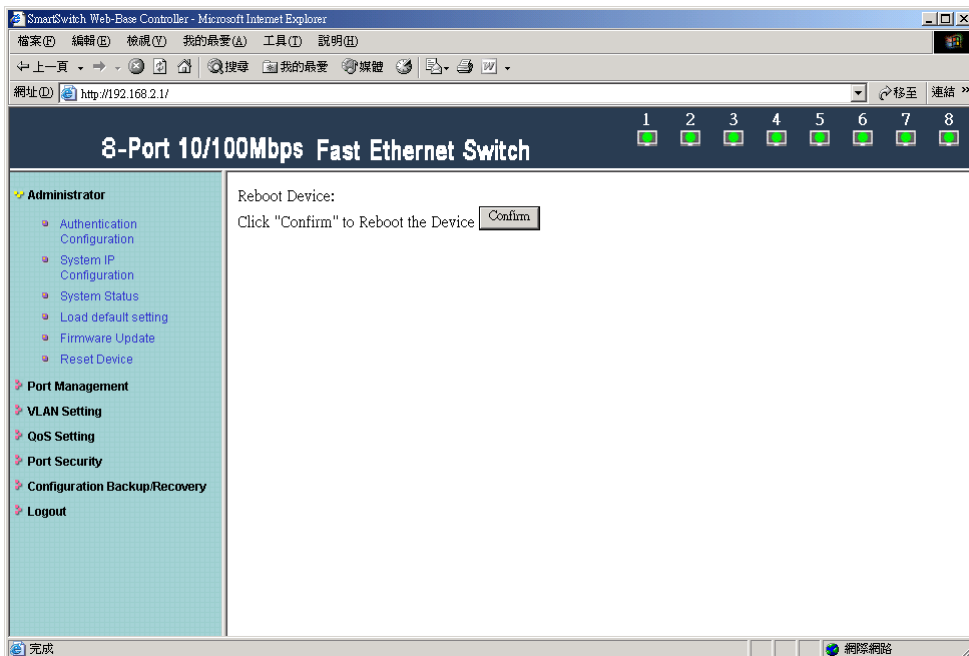 SmartSwitch Web-Base Controller - Microsoft Internet Explorer
檔案(F) 編輯(E) 檢視(V) 我的最愛(A) 工具(T) 說明(H)
上一頁 搜尋 我的最愛 媒體
網址(D) http://192.168.2.1/ 移至 連結 »
8-Port 10/100Mbps Fast Ethernet Switch
1 2 3 4 5 6 7 8
Administrator
Authentication
Configuration
System IP
Configuration
System Status
Load default setting
Firmware Update
Reset Device
Port Management
VLAN Setting
QoS Setting
Port Security
Configuration Backup/Recovery
Logout
Reboot Device:
Click "Confirm" to Reboot the Device Confirm
完成 網際網路